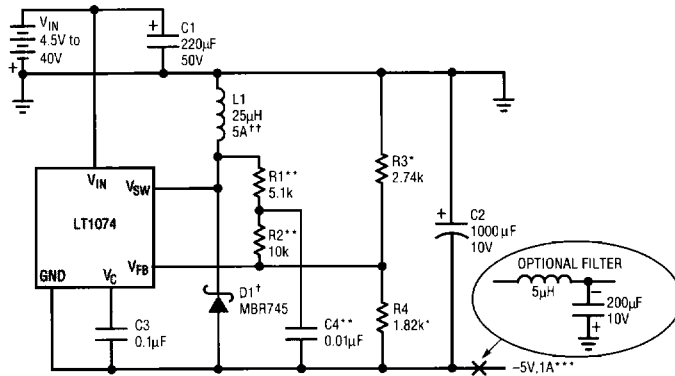 VIN
4.5V to
40V
+
+
C1
220μF
50V
L1
25μH
5A††
R1**
5.1k
R2**
10k
R3*
2.74k
+
C2
1000μF
10V
VIN
VSW
LT1074
VFB
GND
VC
D1†
MBR745
C3
0.1μF
C4**
0.01μF
R4
1.82k*
OPTIONAL FILTER
5μH
−
200μF
10V
+
–5V,1A***